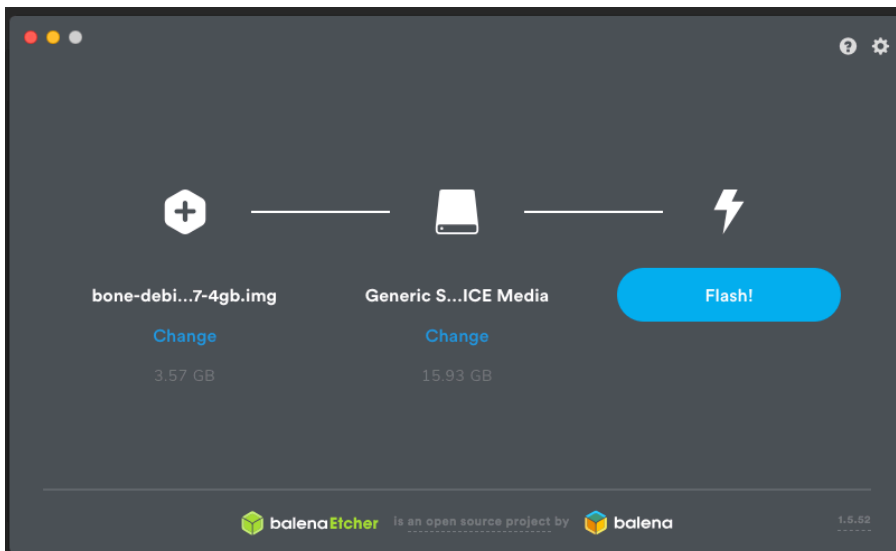 bone-debi...7-4gb.img
Generic S...ICE Media
Flash!
Change
Change
3.57 GB
15.93 GB
balenaEtcher is an open source project by balena
1.5.52